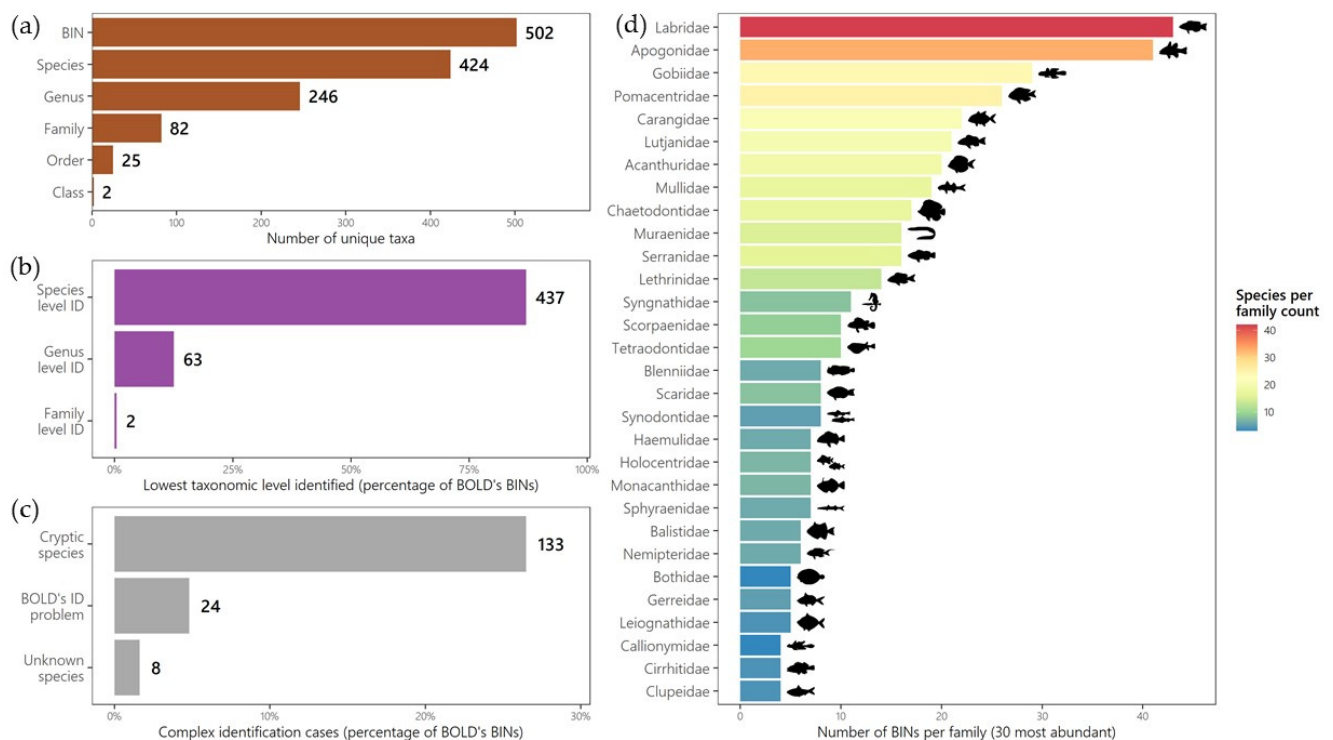 (a)
BIN
502
Species
424
Genus
246
Family
82
Order
25
Class
2
0
100
200
300
400
500
Number of unique taxa
(b)
Species
level ID
437
Genus
level ID
63
Family
level ID
2
0%
25%
50%
75%
100%
Lowest taxonomic level identified (percentage of BOLD's BINs)
(c)
Cryptic
species
133
BOLD's ID
problem
24
Unknown
species
8
0%
10%
20%
30%
Complex identification cases (percentage of BOLD's BINs)
(d)
Labridae
Apogonidae
Gobiidae
Pomacentridae
Carangidae
Lutjanidae
Acanthuridae
Mullidae
Chaetodontidae
Muraenidae
Serranidae
Lethrinidae
Syngnathidae
Scorpaenidae
Tetraodontidae
Blenniidae
Scaridae
Synodontidae
Haemulidae
Holocentridae
Monacanthidae
Sphyraenidae
Balistidae
Nemipteridae
Bothidae
Gerreidae
Leiognathidae
Callionymidae
Cirrhitidae
Clupeidae
0
10
20
30
40
Number of BINs per family (30 most abundant)
Species per
family count
40
30
20
10